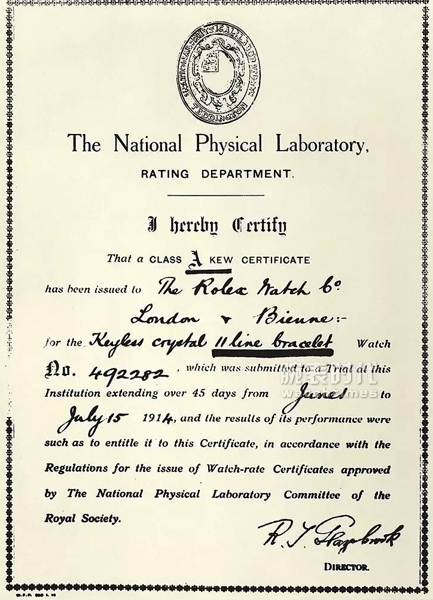 The National Physical Laboratory,
RATING DEPARTMENT.
I hereby Certify
That a CLASS A KEW CERTIFICATE
has been issued to The Rolex Watch Co
London & Bienne:-
for the Keyless crystal 11 line bracelet Watch
No. 492282, which was submitted to a Trial at this
Institution extending over 45 days from June 1 to
July 15 1914, and the results of its performance were
such as to entitle it to this Certificate, in accordance with the
Regulations for the issue of Watch-rate Certificates approved
by The National Physical Laboratory Committee of the
Royal Society.
R. T. Glazebrook
DIRECTOR.